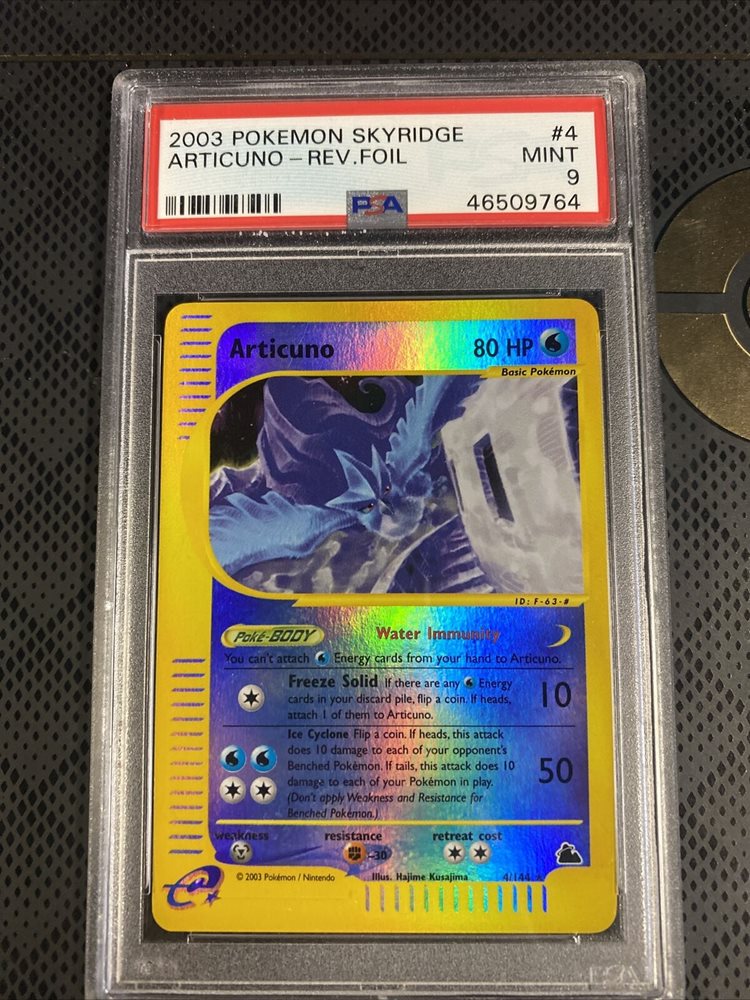 2003 POKEMON SKYRIDGE #4
ARTICUNO - REV.FOIL MINT
9
PSA 46509764
Articuno 80 HP
Basic Pokémon
ID: F-63-#
Poké-BODY Water Immunity
You can't attach Energy cards from your hand to Articuno.
Freeze Solid If there are any Energy
cards in your discard pile, flip a coin. If heads, 10
attach 1 of them to Articuno.
Ice Cyclone Flip a coin. If heads, this attack
does 10 damage to each of your opponent's
Benched Pokémon. If tails, this attack does 10 50
damage to each of your Pokémon in play.
(Don't apply Weakness and Resistance for
Benched Pokémon.)
weakness resistance retreat cost
-30
e
© 2003 Pokémon / Nintendo Illus. Hajime Kusajima 4/144